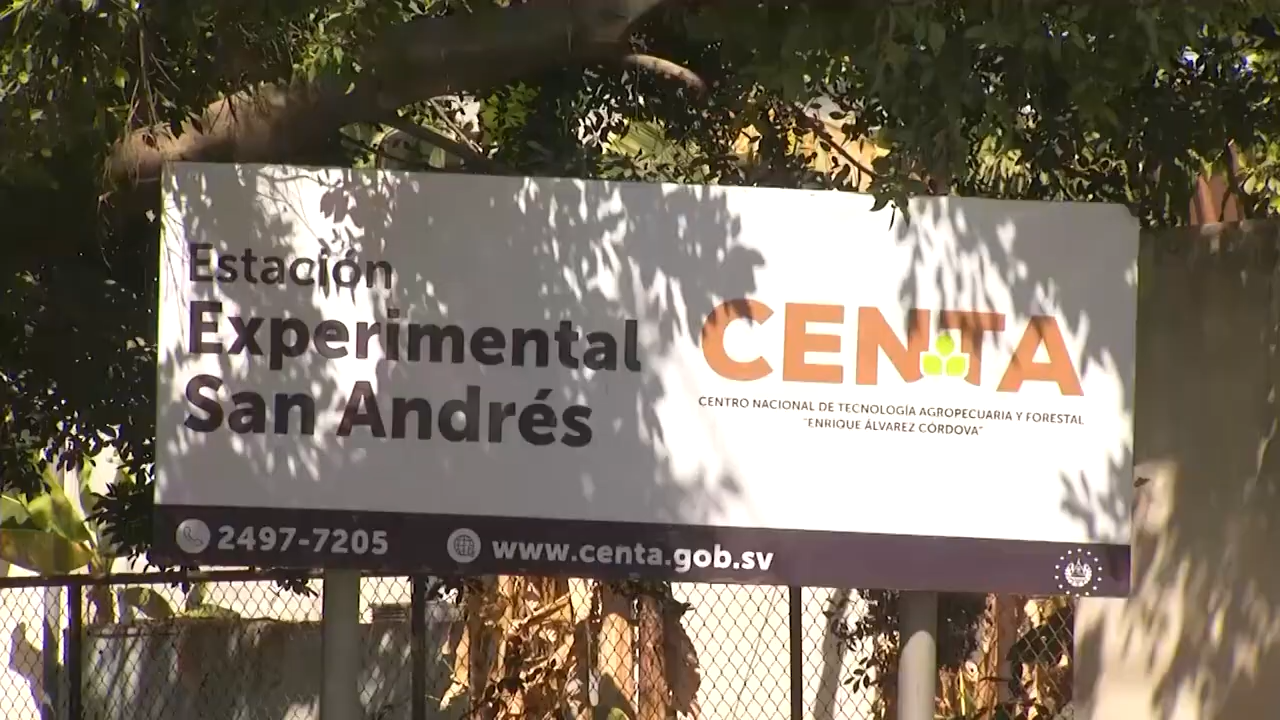 Estación
Experimental
San Andrés
CENTA
CENTRO NACIONAL DE TECNOLOGÍA AGROPECUARIA Y FORESTAL
"ENRIQUE ÁLVAREZ CÓRDOVA"
2497-7205
www.centa.gob.sv